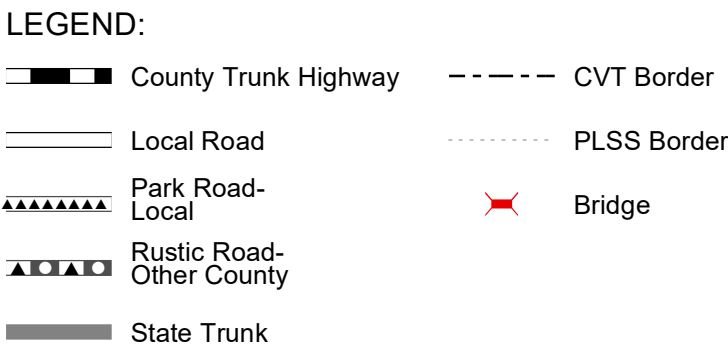 LEGEND:
County Trunk Highway
Local Road
Park Road-
Local
Rustic Road-
Other County
State Trunk
CVT Border
PLSS Border
Bridge